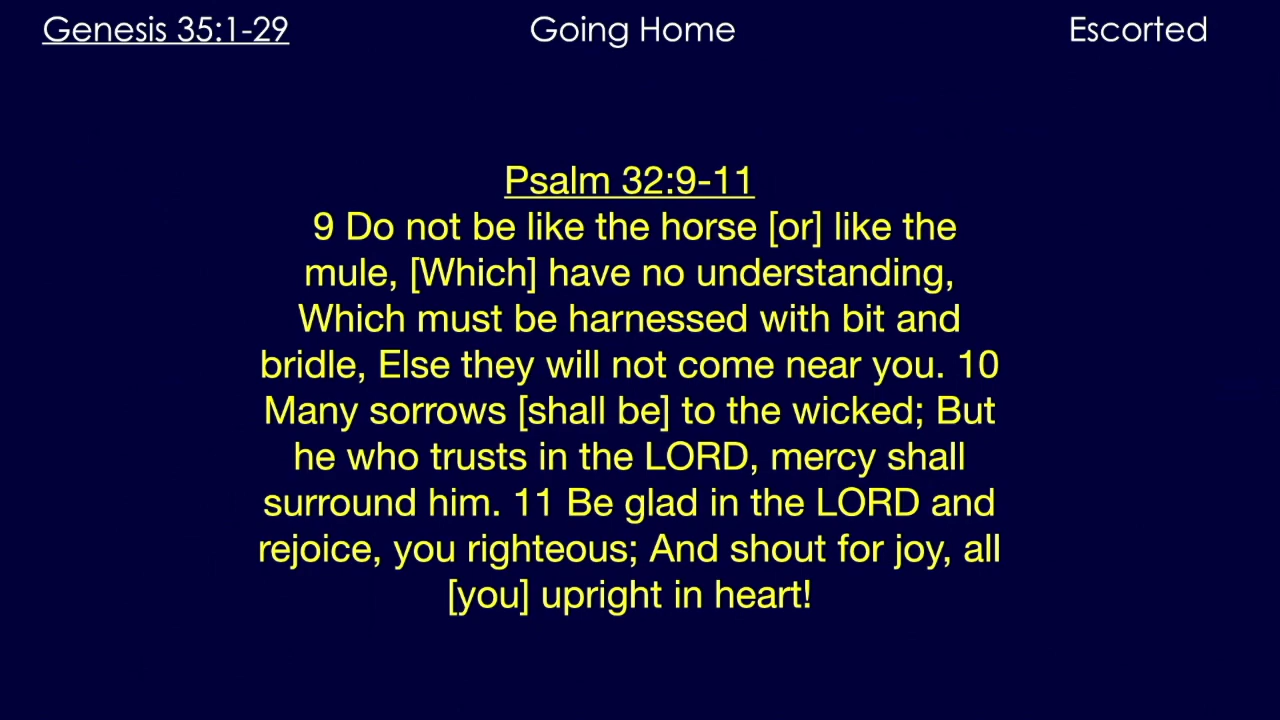 Genesis 35:1-29 Going Home Escorted
Psalm 32:9-11
9 Do not be like the horse [or] like the
mule, [Which] have no understanding,
Which must be harnessed with bit and
bridle, Else they will not come near you. 10
Many sorrows [shall be] to the wicked; But
he who trusts in the LORD, mercy shall
surround him. 11 Be glad in the LORD and
rejoice, you righteous; And shout for joy, all
[you] upright in heart!